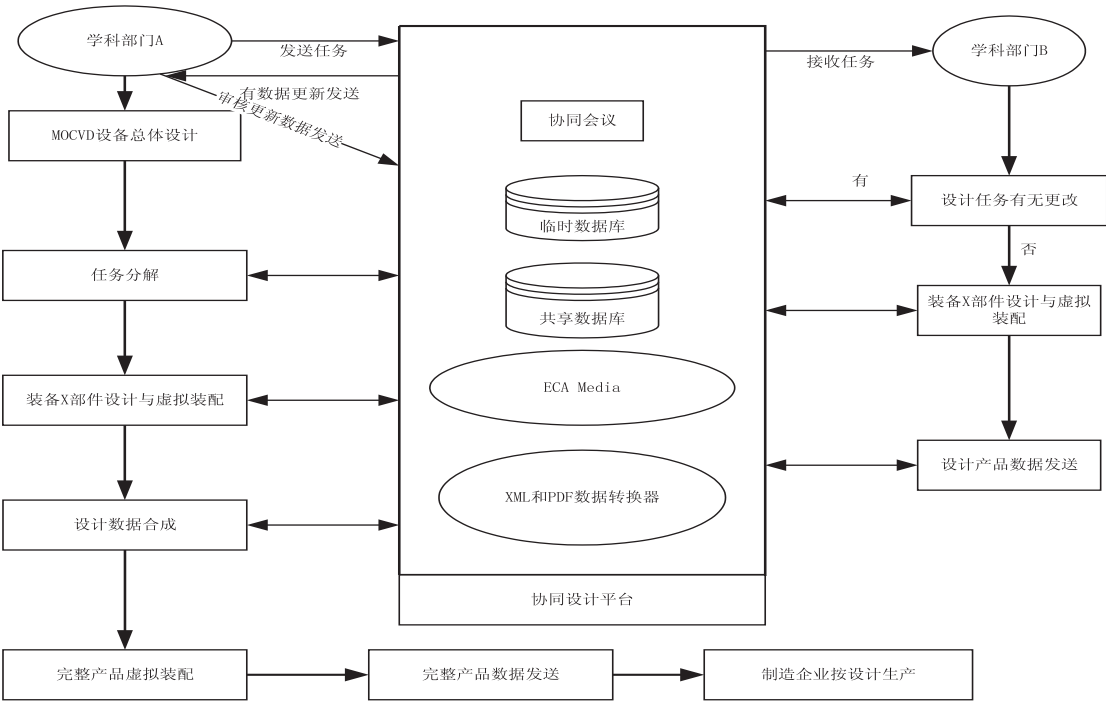 学科部门A
发送任务
接收任务
学科部门B
有数据更新发送
审核更新数据发送
MOCVD设备总体设计
协同会议
有
设计任务有无更改
临时数据库
否
任务分解
装备X部件设计与虚拟
装配
共享数据库
ECA Media
装备X部件设计与虚拟装配
设计产品数据发送
XML和PDF数据转换器
设计数据合成
协同设计平台
完整产品虚拟装配
完整产品数据发送
制造企业按设计生产